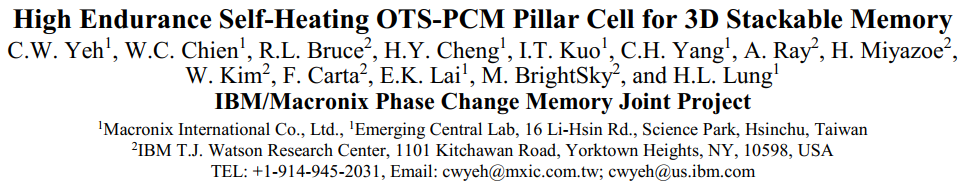 High Endurance Self-Heating OTS-PCM Pillar Cell for 3D Stackable Memory
C.W. Yeh¹, W.C. Chien¹, R.L. Bruce², H.Y. Cheng¹, I.T. Kuo¹, C.H. Yang¹, A. Ray², H. Miyazoe²,
W. Kim², F. Carta², E.K. Lai¹, M. BrightSky², and H.L. Lung¹
IBM/Macronix Phase Change Memory Joint Project
¹Macronix International Co., Ltd., ¹Emerging Central Lab, 16 Li-Hsin Rd., Science Park, Hsinchu, Taiwan
²IBM T.J. Watson Research Center, 1101 Kitchawan Road, Yorktown Heights, NY, 10598, USA
TEL: +1-914-945-2031, Email: cwyeh@mxic.com.tw; cwyeh@us.ibm.com